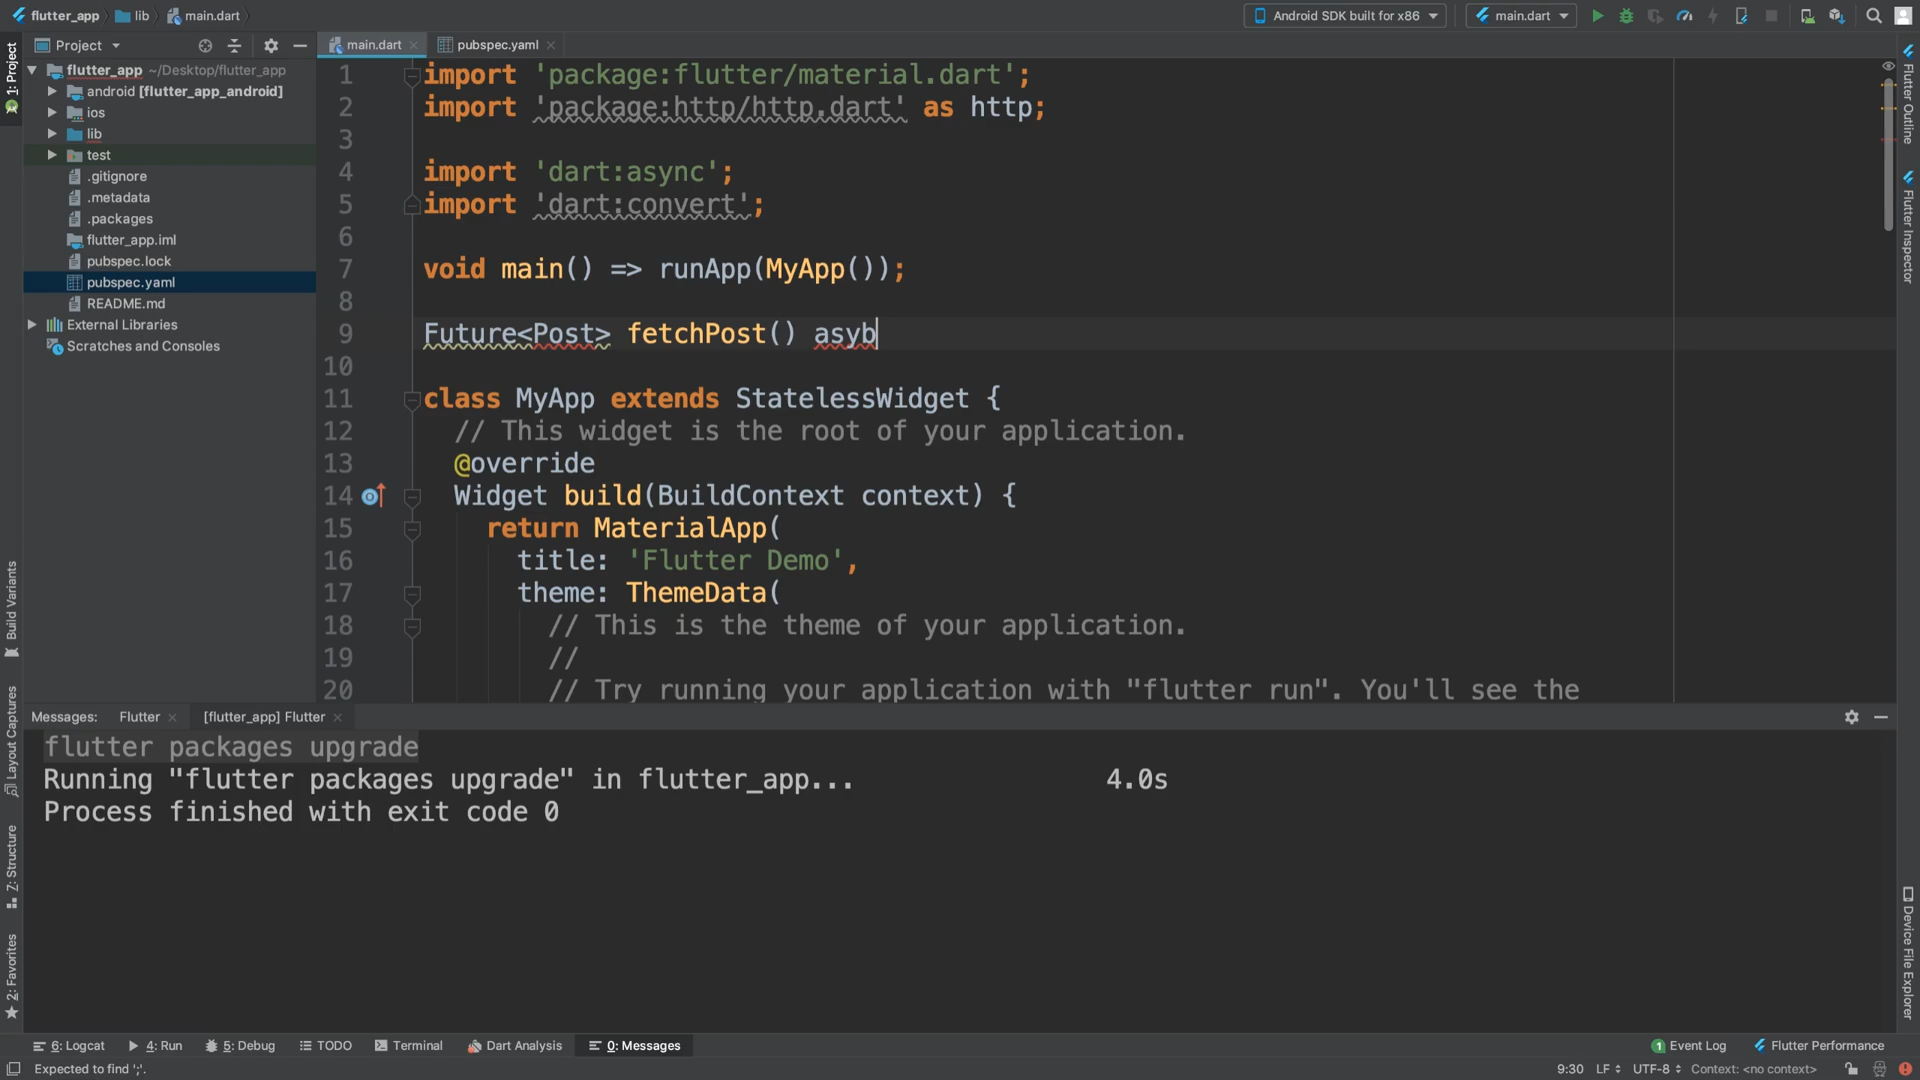 flutter_app
lib
main.dart
Android SDK built for x86
main.dart
Project
main.dart
pubspec.yaml
1: Project
flutter_app ~/Desktop/flutter_app
android [flutter_app_android]
ios
lib
test
.gitignore
.metadata
.packages
flutter_app.iml
pubspec.lock
pubspec.yaml
README.md
External Libraries
Scratches and Consoles
Build Variants
Layout Captures
Z: Structure
2: Favorites
1 import 'package:flutter/material.dart';
2 import 'package:http/http.dart' as http;
3
4 import 'dart:async';
5 import 'dart:convert';
6
7 void main() => runApp(MyApp());
8
9 Future<Post> fetchPost() asyb
10
11 class MyApp extends StatelessWidget {
12 // This widget is the root of your application.
13 @override
14 Widget build(BuildContext context) {
15 return MaterialApp(
16 title: 'Flutter Demo',
17 theme: ThemeData(
18 // This is the theme of your application.
19 //
20 // Try running your application with "flutter run". You'll see the
Flutter Outline
Flutter Inspector
Device File Explorer
Messages: Flutter [flutter_app] Flutter
flutter packages upgrade
Running "flutter packages upgrade" in flutter_app... 4.0s
Process finished with exit code 0
6: Logcat 4: Run 5: Debug TODO Terminal Dart Analysis 0: Messages 1 Event Log Flutter Performance
Expected to find ';'. 9:30 LF UTF-8 Context: <no context>